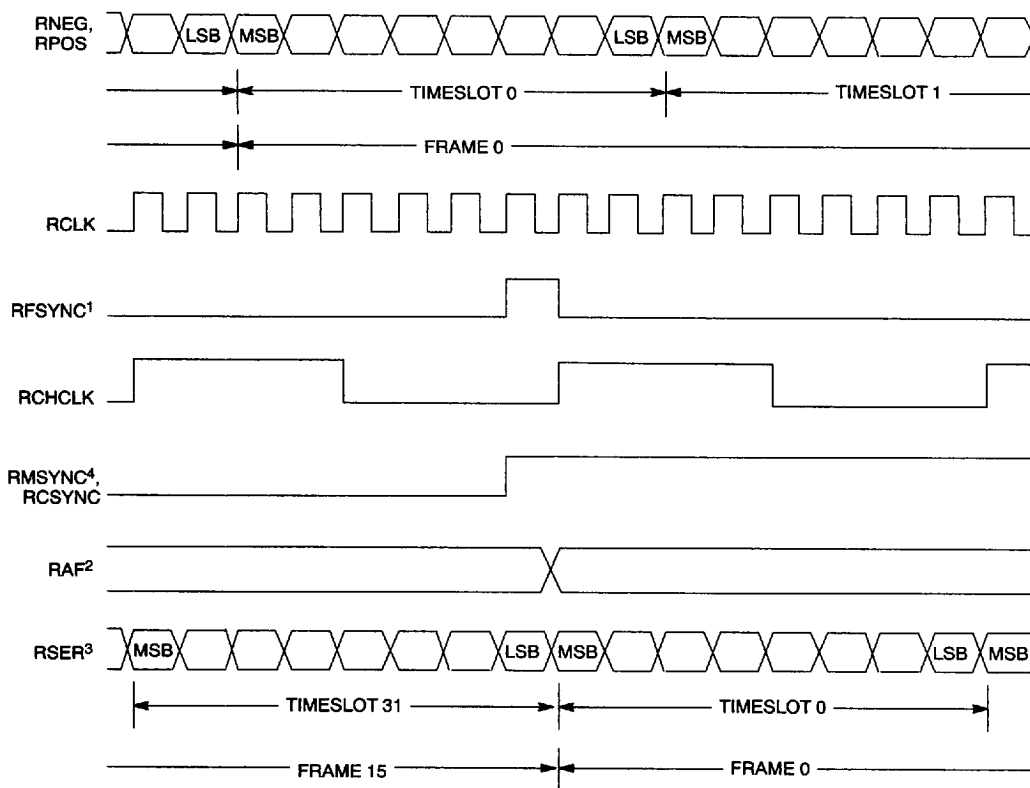 RNEG,
RPOS
LSB MSB LSB MSB
TIMESLOT 0 TIMESLOT 1
FRAME 0
RCLK
RFSYNC¹
RCHCLK
RMSYNC⁴,
RCSYNC
RAF²
RSER³
MSB LSB MSB LSB MSB
TIMESLOT 31 TIMESLOT 0
FRAME 15 FRAME 0